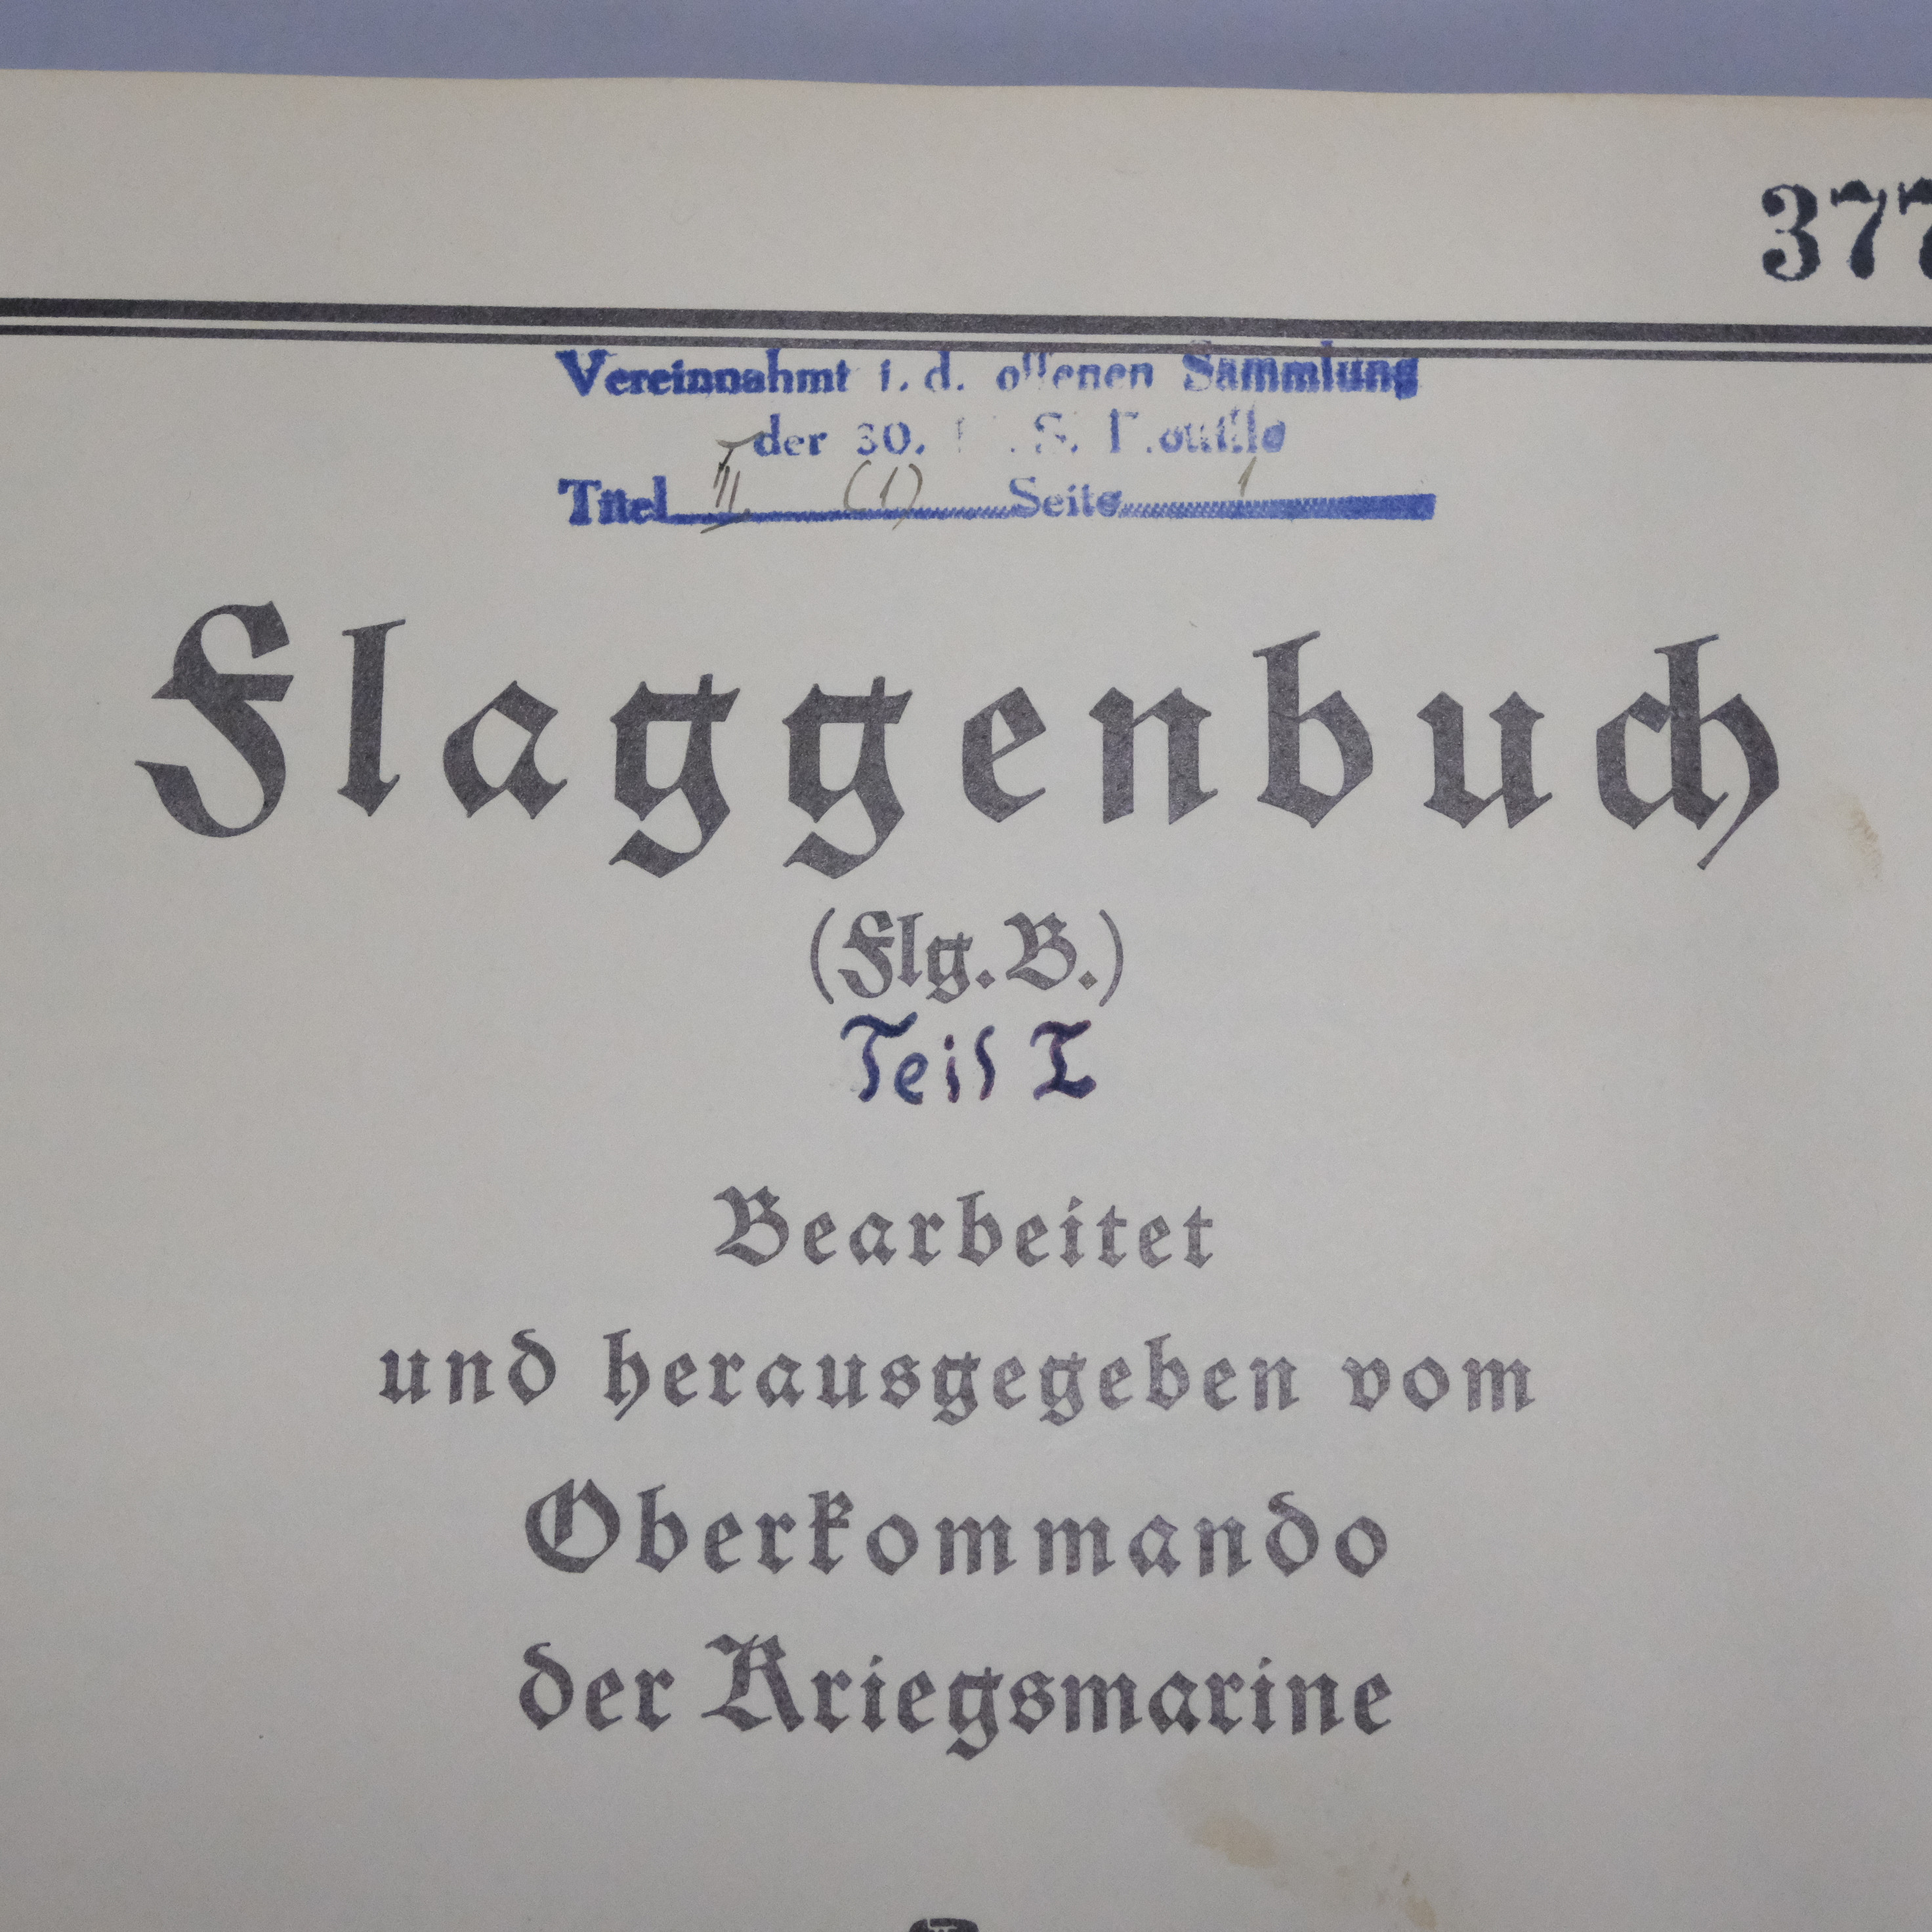 377
Vereinnahmt i. d. offenen Sammlung
der 30. S.
Titel II (1) Seite 1
Flaggenbuch
(Flg. B.)
Teil I
Bearbeitet
und herausgegeben vom
Oberkommando
der Kriegsmarine